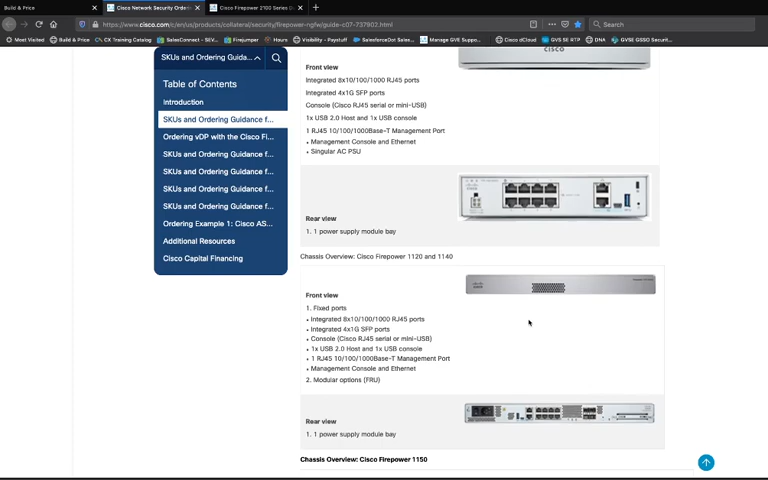 Build & Price
Cisco Network Security Orderin
Cisco Firepower 2100 Series D
https://www.cisco.com/c/en/us/products/collateral/security/firepower-ngfw/guide-c07-737902.html
Search
Most Visited
Build & Price
CX Training Catalog
SalesConnect - SEV...
Firejumper
Hours
Visibility - Paystuff
SalesforceDot Sales...
Manage GVE Suppo...
Cisco dCloud
GVS SE RTP
DNA
GVSE GSSO Securit...
SKUs and Ordering Guida...
Table of Contents
Introduction
SKUs and Ordering Guidance f...
Ordering vDP with the Cisco Fi...
SKUs and Ordering Guidance f...
SKUs and Ordering Guidance f...
SKUs and Ordering Guidance f...
SKUs and Ordering Guidance f...
Ordering Example 1: Cisco AS...
Additional Resources
Cisco Capital Financing
CISCO
Front view
Integrated 8x10/100/1000 RJ45 ports
Integrated 4x1G SFP ports
Console (Cisco RJ45 serial or mini-USB)
1x USB 2.0 Host and 1x USB console
1 RJ45 10/100/1000Base-T Management Port
• Management Console and Ethernet
• Singular AC PSU
Rear view
1. 1 power supply module bay
Chassis Overview: Cisco Firepower 1120 and 1140
Front view
1. Fixed ports
• Integrated 8x10/100/1000 RJ45 ports
• Integrated 4x1G SFP ports
• Console (Cisco RJ45 serial or mini-USB)
• 1x USB 2.0 Host and 1x USB console
• 1 RJ45 10/100/1000Base-T Management Port
• Management Console and Ethernet
2. Modular options (FRU)
Rear view
1. 1 power supply module bay
Chassis Overview: Cisco Firepower 1150